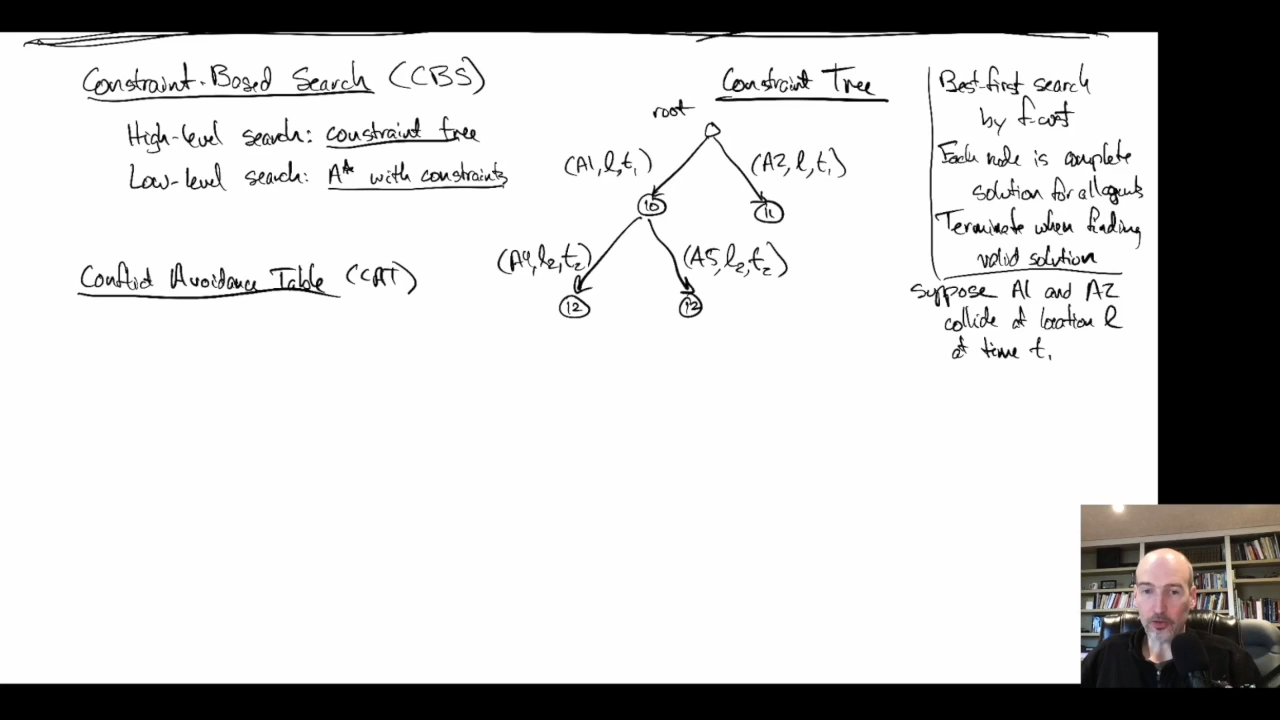 Constraint-Based Search (CBS)
High-level search: constraint tree
Low-level search: A* with constraints
Conflict Avoidance Table (CAT)
Constraint Tree
root
(A1, l, t₁)
(A2, l, t₁)
10
11
(A4, l₂, t₂)
(A5, l₂, t₂)
12
12
Best-first search
by f-cost
Each node is complete
solution for all agents
Terminate when finding
valid solution
Suppose A1 and A2
collide at location l
at time t₁